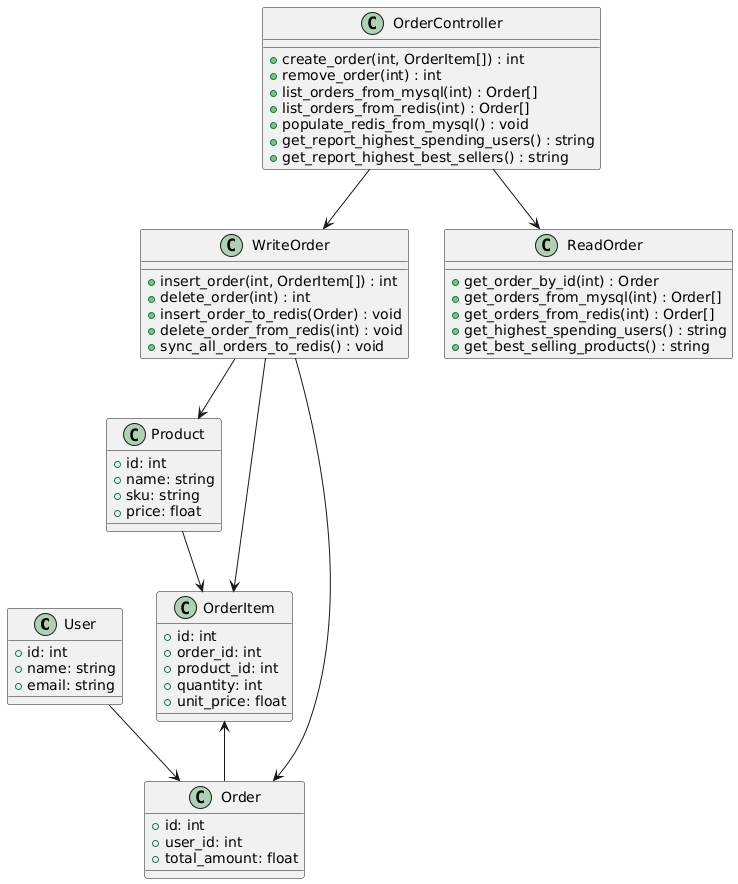 C OrderController
create_order(int, OrderItem[]) : int
remove_order(int) : int
list_orders_from_mysql(int) : Order[]
list_orders_from_redis(int) : Order[]
populate_redis_from_mysql() : void
get_report_highest_spending_users() : string
get_report_highest_best_sellers() : string
C WriteOrder
insert_order(int, OrderItem[]) : int
delete_order(int) : int
insert_order_to_redis(Order) : void
delete_order_from_redis(int) : void
sync_all_orders_to_redis() : void
C ReadOrder
get_order_by_id(int) : Order
get_orders_from_mysql(int) : Order[]
get_orders_from_redis(int) : Order[]
get_highest_spending_users() : string
get_best_selling_products() : string
C Product
id: int
name: string
sku: string
price: float
C User
id: int
name: string
email: string
C OrderItem
id: int
order_id: int
product_id: int
quantity: int
unit_price: float
C Order
id: int
user_id: int
total_amount: float